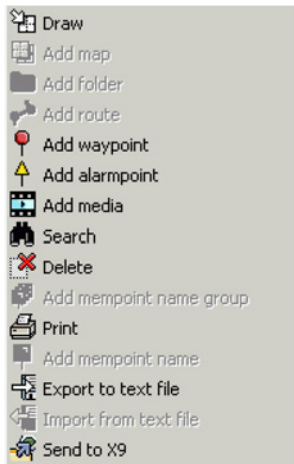 Draw
Add map
Add folder
Add route
Add waypoint
Add alarmpoint
Add media
Search
Delete
Add mempoint name group
Print
Add mempoint name
Export to text file
Import from text file
Send to X9